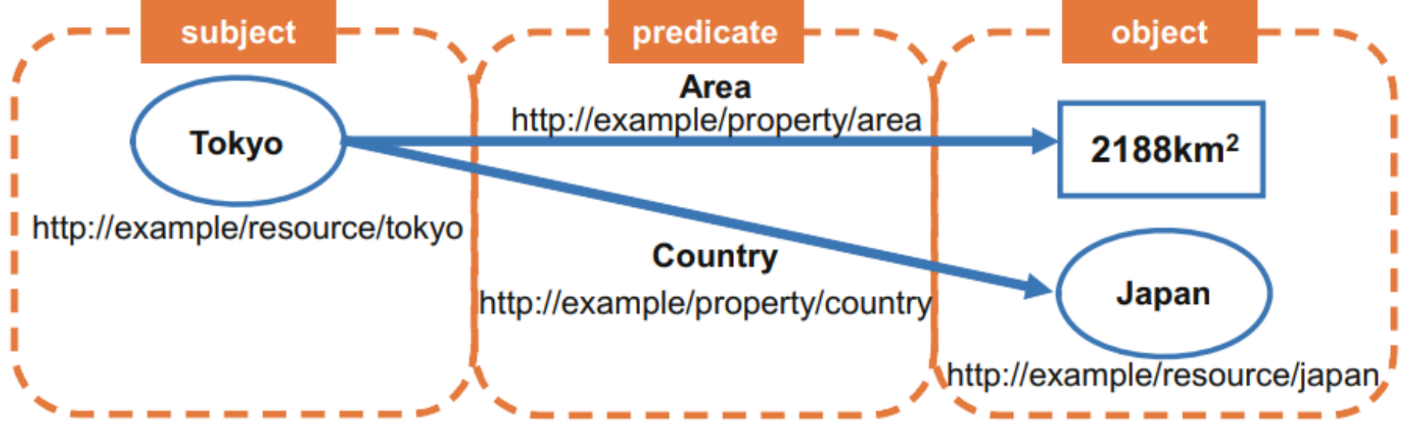 subject
predicate
object
Area
http://example/property/area
Tokyo
2188km²
http://example/resource/tokyo
Country
http://example/property/country
Japan
http://example/resource/japan